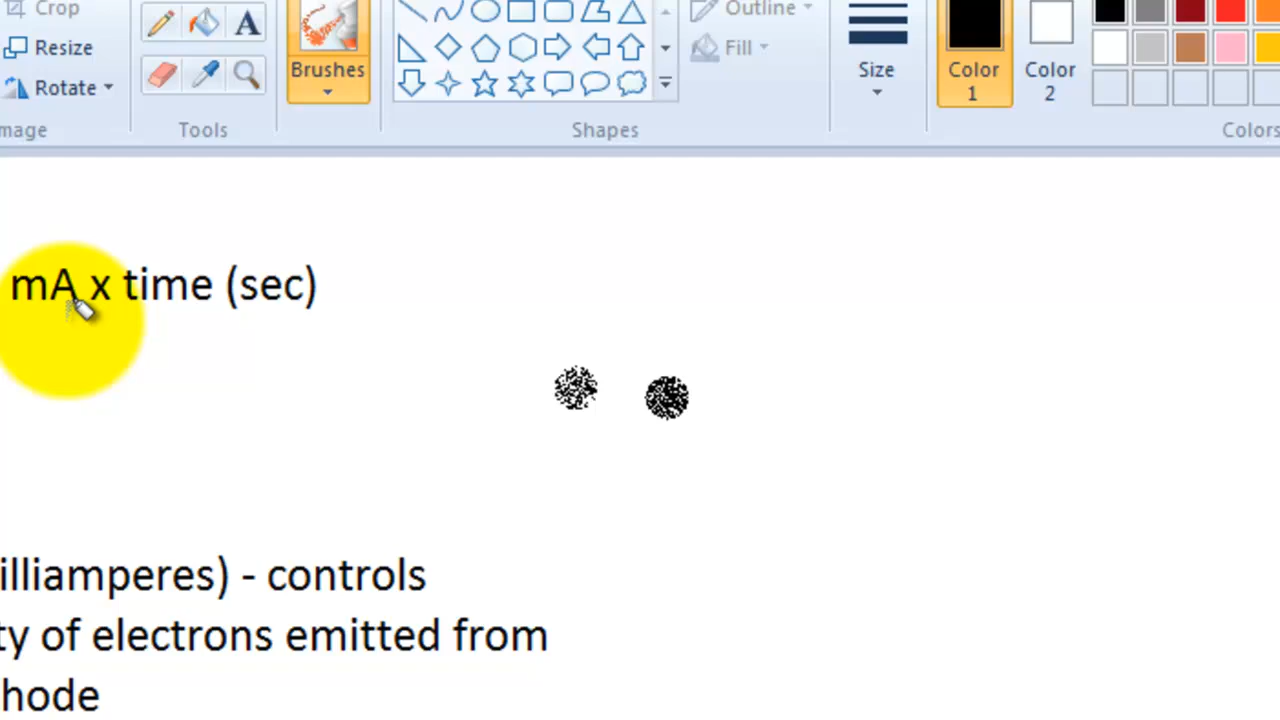 Crop
Resize
Rotate
mage
A
Tools
Brushes
Shapes
Outline
Fill
Size
Color
1
Color
2
Colors
mA x time (sec)
illiamperes) - controls
ty of electrons emitted from
hode